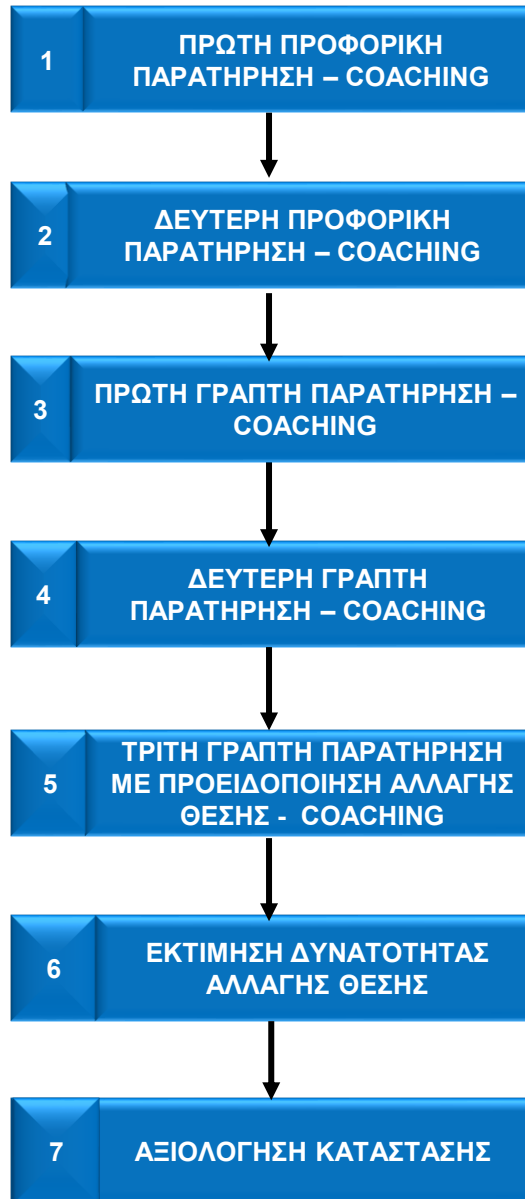 1
ΠΡΩΤΗ ΠΡΟΦΟΡΙΚΗ
ΠΑΡΑΤΗΡΗΣΗ – COACHING
2
ΔΕΥΤΕΡΗ ΠΡΟΦΟΡΙΚΗ
ΠΑΡΑΤΗΡΗΣΗ – COACHING
3
ΠΡΩΤΗ ΓΡΑΠΤΗ ΠΑΡΑΤΗΡΗΣΗ –
COACHING
4
ΔΕΥΤΕΡΗ ΓΡΑΠΤΗ
ΠΑΡΑΤΗΡΗΣΗ – COACHING
5
ΤΡΙΤΗ ΓΡΑΠΤΗ ΠΑΡΑΤΗΡΗΣΗ
ΜΕ ΠΡΟΕΙΔΟΠΟΙΗΣΗ ΑΛΛΑΓΗΣ
ΘΕΣΗΣ - COACHING
6
ΕΚΤΙΜΗΣΗ ΔΥΝΑΤΟΤΗΤΑΣ
ΑΛΛΑΓΗΣ ΘΕΣΗΣ
7
ΑΞΙΟΛΟΓΗΣΗ ΚΑΤΑΣΤΑΣΗΣ